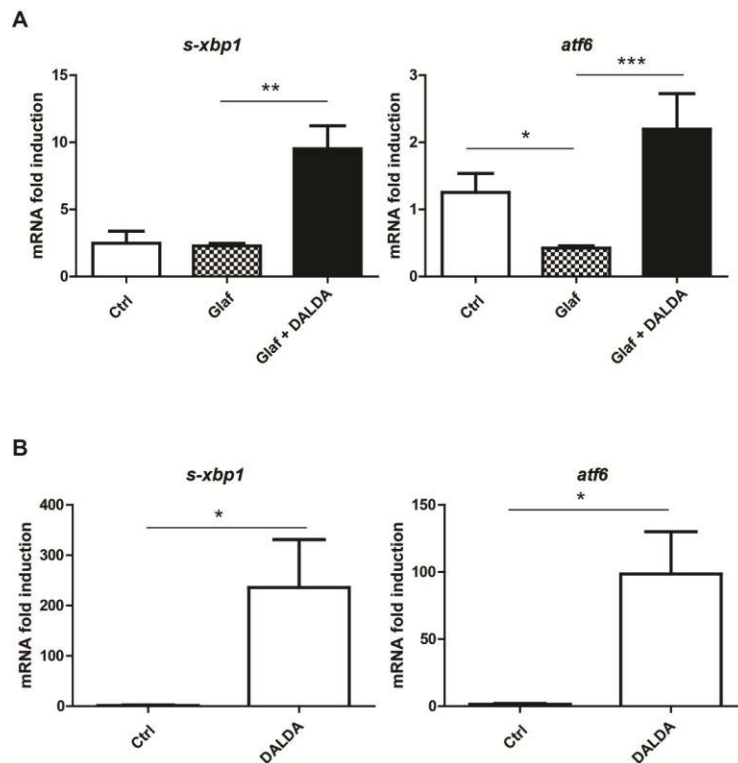 A
s-xbp1
mRNA fold induction
15
10
5
0
**
Ctrl
Glaf
Glaf + DALDA
atf6
mRNA fold induction
3
2
1
0
*
***
Ctrl
Glaf
Glaf + DALDA
B
s-xbp1
mRNA fold induction
400
300
200
100
0
*
Ctrl
DALDA
atf6
mRNA fold induction
150
100
50
0
*
Ctrl
DALDA